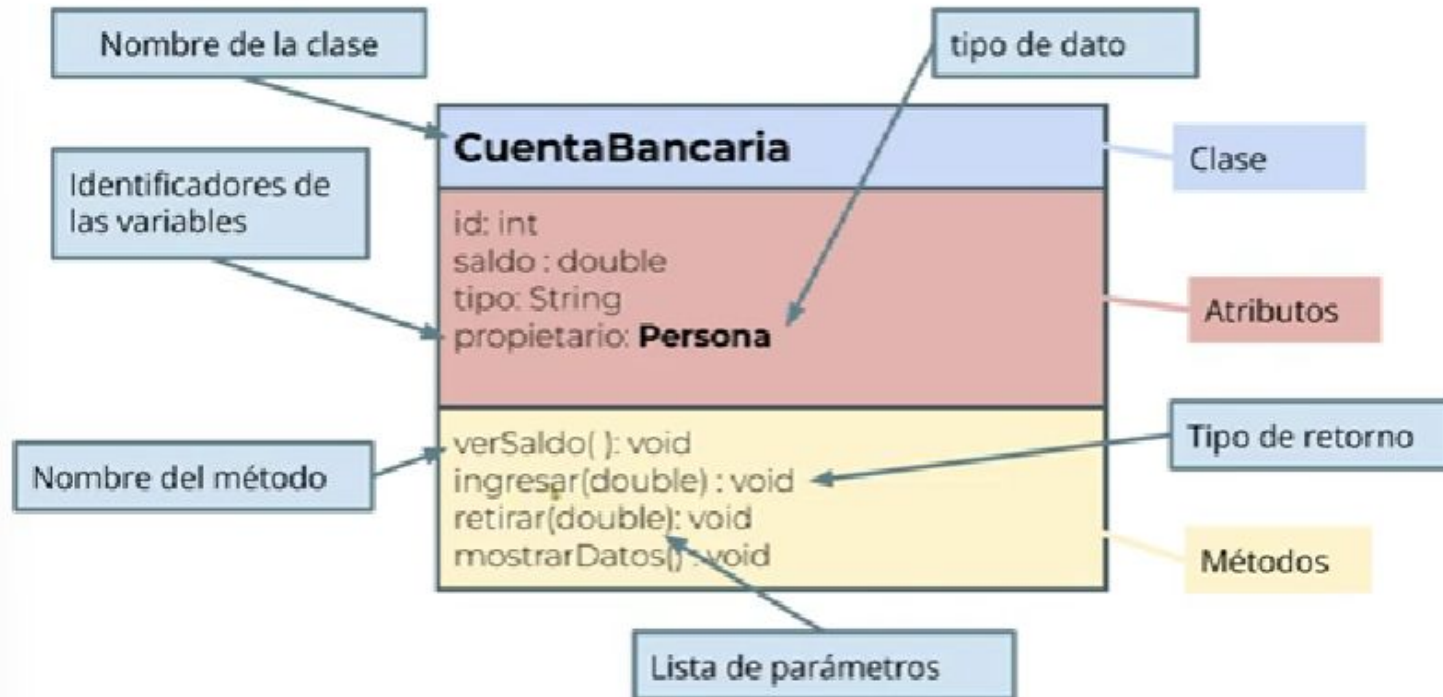 Nombre de la clase
tipo de dato
CuentaBancaria
Clase
Identificadores de
las variables
id: int
saldo : double
tipo: String
propietario: Persona
Atributos
verSaldo( ): void
ingresar(double) : void
retirar(double): void
mostrarDatos() : void
Nombre del método
Tipo de retorno
Métodos
Lista de parámetros